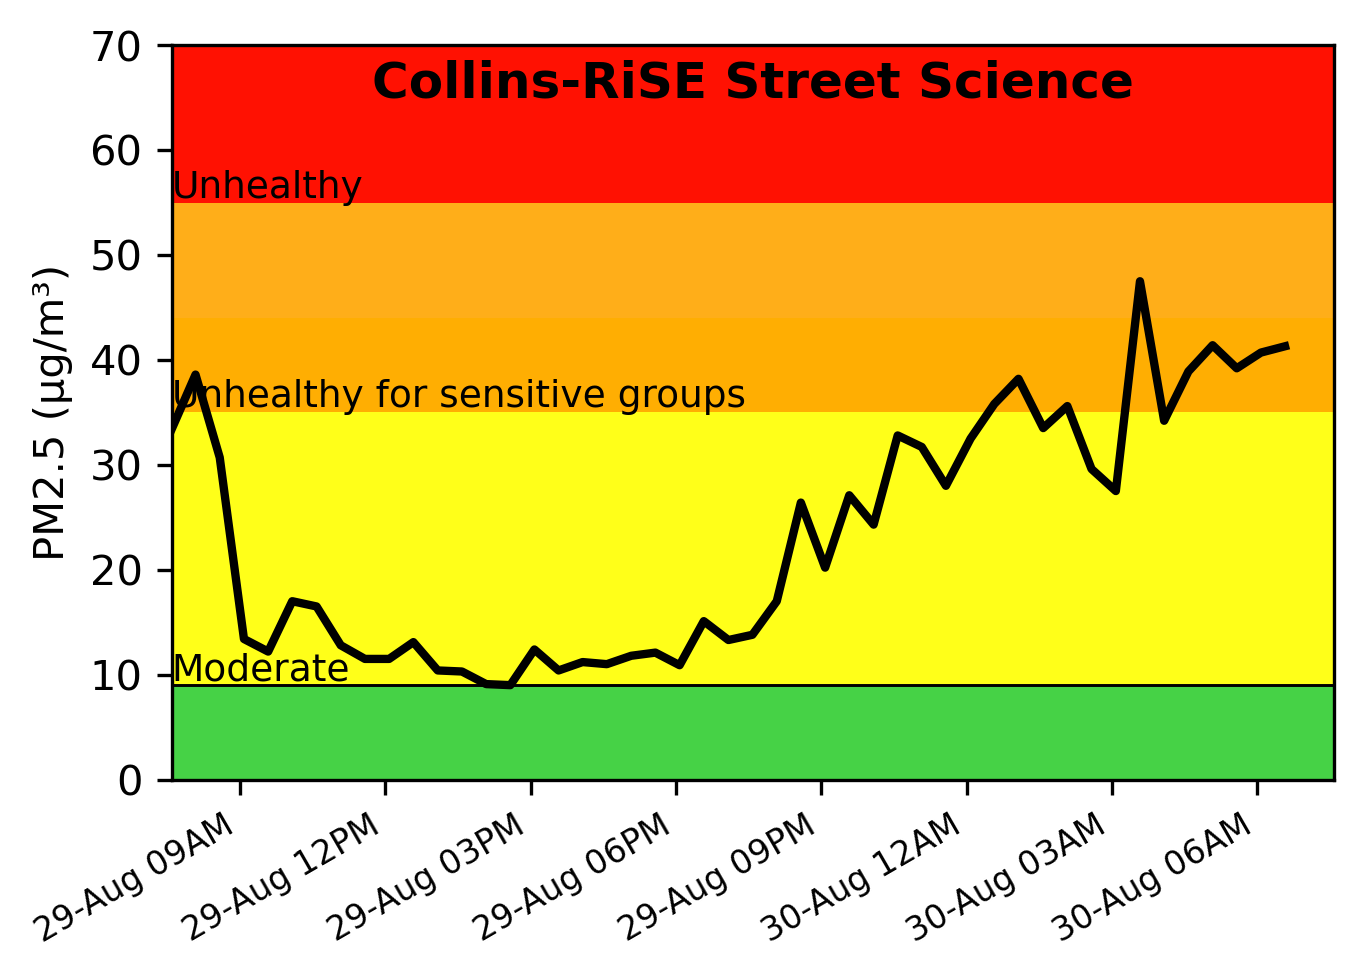 Collins-RiSE Street Science
70
60
Unhealthy
50
40
Unhealthy for sensitive groups
30
20
Moderate
10
0
PM2.5 (µg/m³)
29-Aug 09AM
29-Aug 12PM
29-Aug 03PM
29-Aug 06PM
29-Aug 09PM
30-Aug 12AM
30-Aug 03AM
30-Aug 06AM